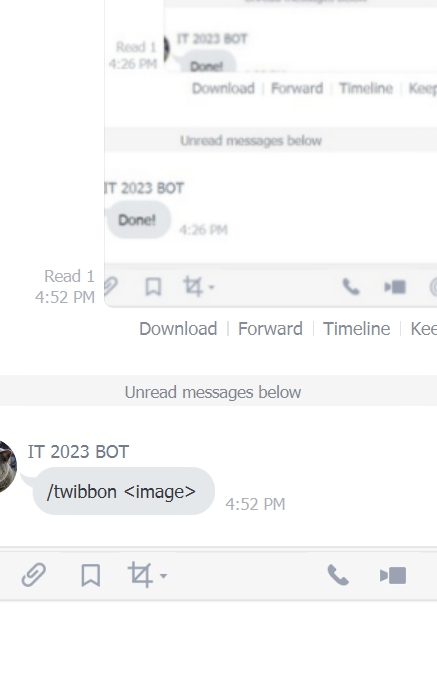 Read 1
4:26 PM
IT 2023 BOT
Done!
Download Forward Timeline Keep
Unread messages below
IT 2023 BOT
Done!
4:26 PM
Read 1
4:52 PM
Download Forward Timeline Kee
Unread messages below
IT 2023 BOT
/twibbon <image>
4:52 PM